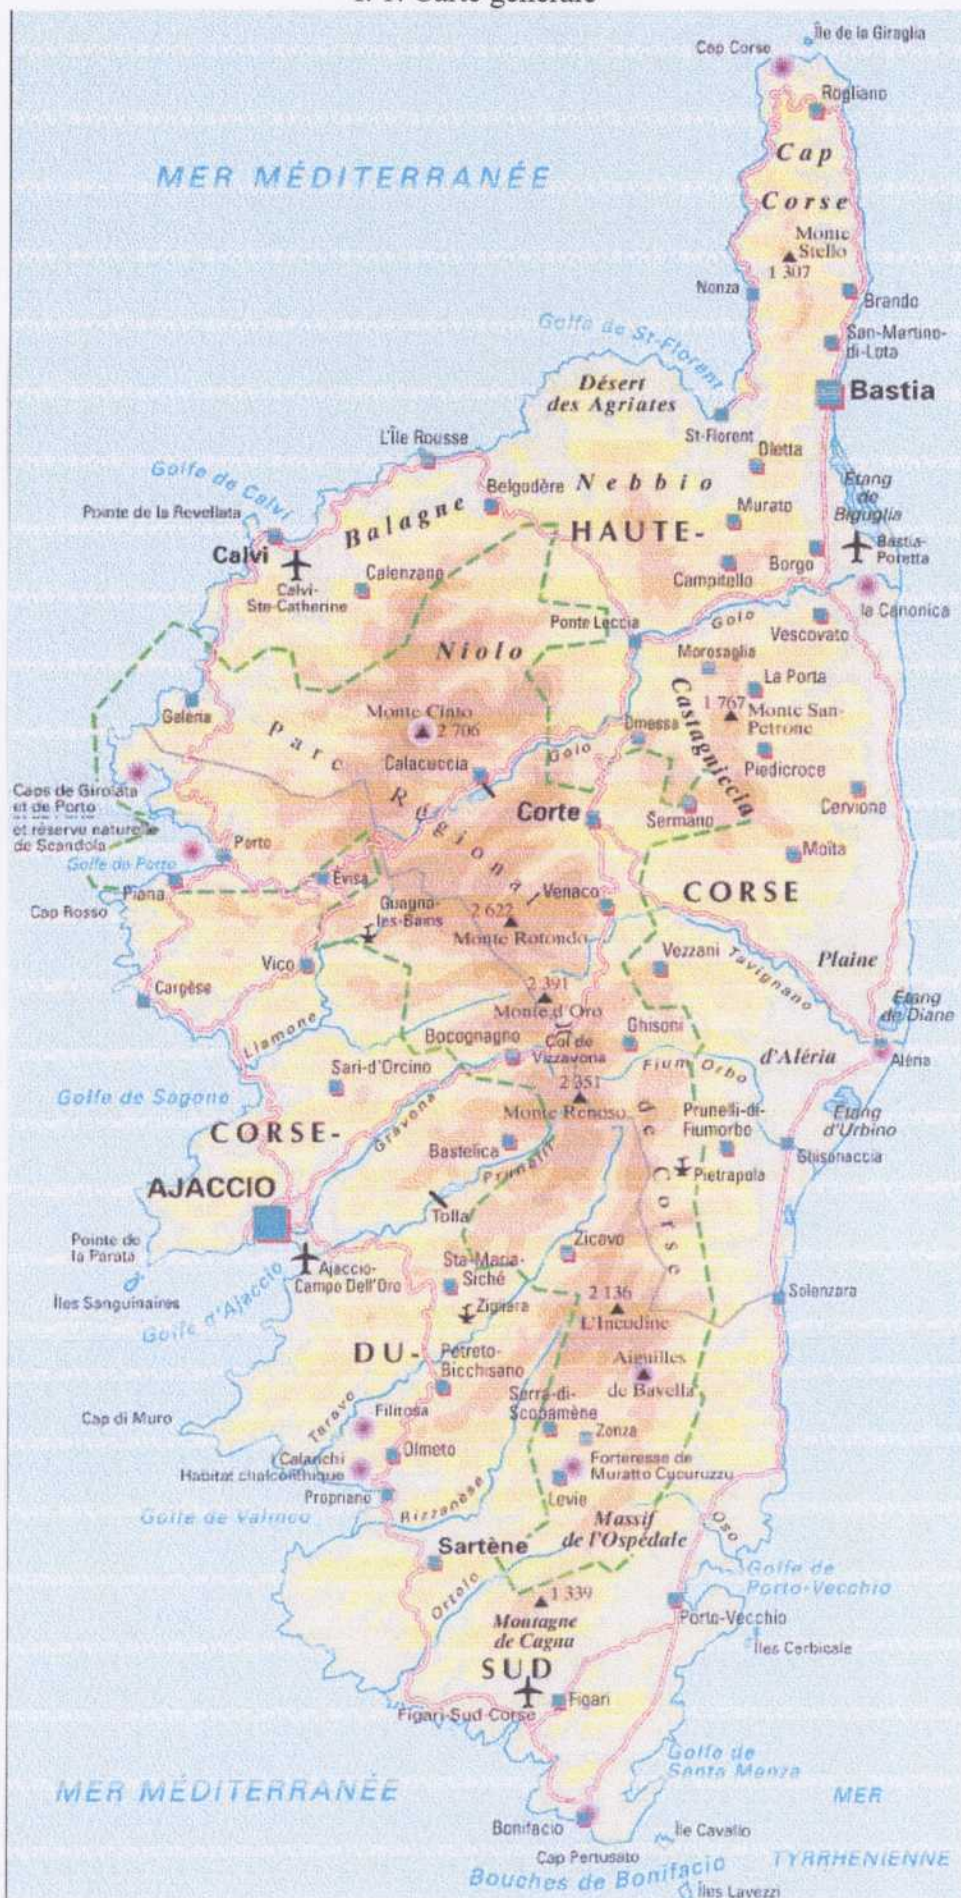 Île de la Giraglia
Cap Corse
Rogliano
Cap
Corse
MER MÉDITERRANÉE
Monte
Stello
1 307
Nonza
Brando
San-Martino-
di-Lota
Golfe de St-Florent
Désert
des Agriates
Bastia
St-Florent
L'Île Rousse
Oletta
Golfe de Calvi
Belgodère
Nebbio
Étang
de
Biguglia
Pointe de la Revellata
Balagne
Murato
HAUTE-
Bastia-
Poretta
Calvi
Borgo
Calvi-
Ste-Catherine
Calenzana
Campitello
la Canonica
Ponte Leccia
Golo
Vescovato
Niolo
Morosaglia
La Porta
Castagniccia
Galeria
Monte Cinto
2 706
1 767
Monte San-
Petrone
Omessa
Parc
Golo
Calacuccia
Piedicroce
Caps de Girolata
et de Porto
et réserve naturelle
de Scandola
Régional
Corte
Sermano
Cervione
Porto
Moïta
Golfe de Porto
Évisa
Piana
Venaco
CORSE
Cap Rosso
Guagno-
les-Bains
2 622
Monte Rotondo
Vico
Vezzani
Tavignano
Plaine
Cargèse
2 391
Monte d'Oro
Étang
de Diane
Liamone
Bocognagno
Col de
Vizzavona
Ghisoni
d'Aléria
Aléria
Sari-d'Orcino
Fium Orbo
Golfe de Sagone
2 351
Monte Renoso
Étang
d'Urbino
CORSE-
Gravona
de
Prunelli-di-
Fiumorbo
Bastelica
Prunelli
Ghisonaccia
Pietrapola
AJACCIO
Corse
Tolla
Pointe de
la Parata
Zicavo
Ajaccio-
Campo Dell'Oro
Sta-Maria-
Siché
Îles Sanguinaires
Golfe d'Ajaccio
Zigliara
2 136
L'Incudine
Solenzara
DU-
Petreto-
Bicchisano
Aiguilles
de Bavella
Taravo
Cap di Muro
Filitosa
Serra-di-
Scopamène
Zonza
Olmeto
Calanchi
Habitat chalcolithique
Forteresse de
Muratto Cucuruzzu
Propriano
Levie
Golfe de Valinco
Rizzanèse
Massif
de l'Ospédale
Oso
Sartène
Golfe de
Porto-Vecchio
Ortolo
1 339
Porto-Vecchio
Montagne
de Cagna
Îles Cerbicale
SUD
Figari
Figari-Sud-Corse
Golfe de
Santa Manza
MER MÉDITERRANÉE
MER
Bonifacio
Île Cavallo
Cap Pertusato
TYRRHENIENNE
Bouches de Bonifacio
Îles Lavezzi